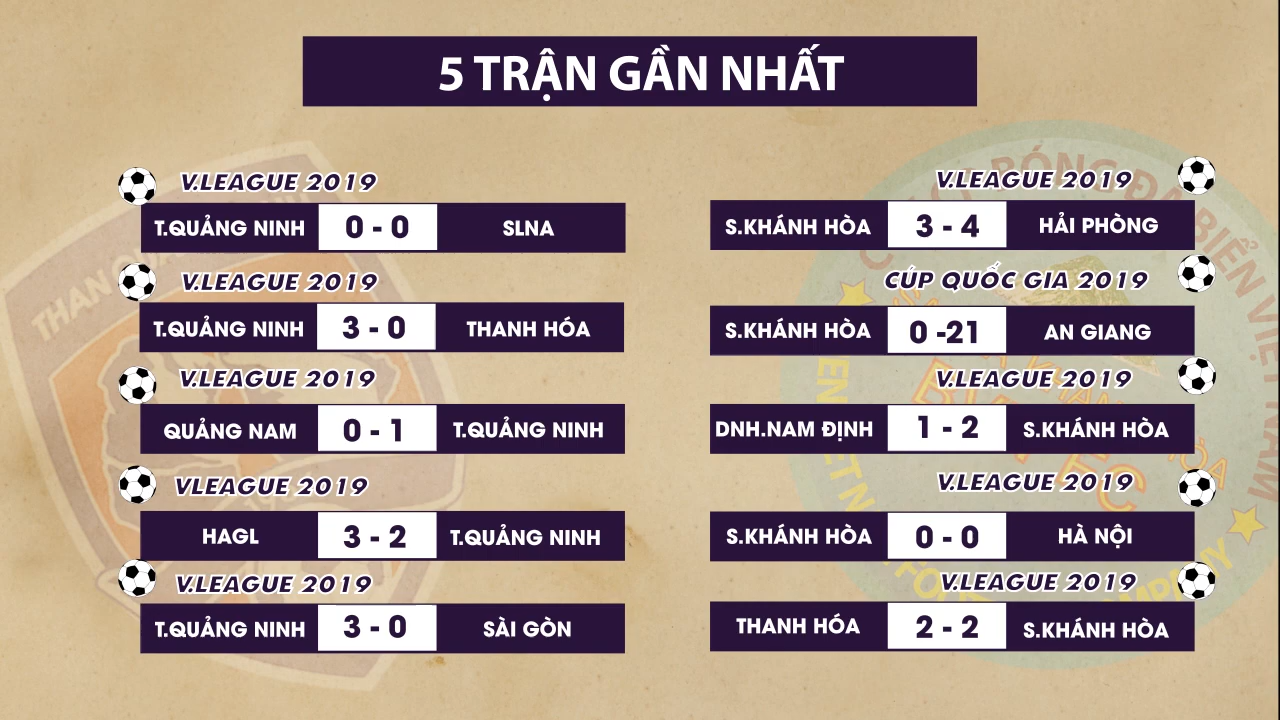 5 TRẬN GẦN NHẤT
V.LEAGUE 2019
T.QUẢNG NINH 0 - 0 SLNA
V.LEAGUE 2019
T.QUẢNG NINH 3 - 0 THANH HÓA
V.LEAGUE 2019
QUẢNG NAM 0 - 1 T.QUẢNG NINH
VLEAGUE 2019
HAGL 3 - 2 T.QUẢNG NINH
V.LEAGUE 2019
T.QUẢNG NINH 3 - 0 SÀI GÒN
V.LEAGUE 2019
S.KHÁNH HÒA 3 - 4 HẢI PHÒNG
CÚP QUỐC GIA 2019
S.KHÁNH HÒA 0 -21 AN GIANG
V.LEAGUE 2019
DNH.NAM ĐỊNH 1 - 2 S.KHÁNH HÒA
V.LEAGUE 2019
S.KHÁNH HÒA 0 - 0 HÀ NỘI
V.LEAGUE 2019
THANH HÓA 2 - 2 S.KHÁNH HÒA